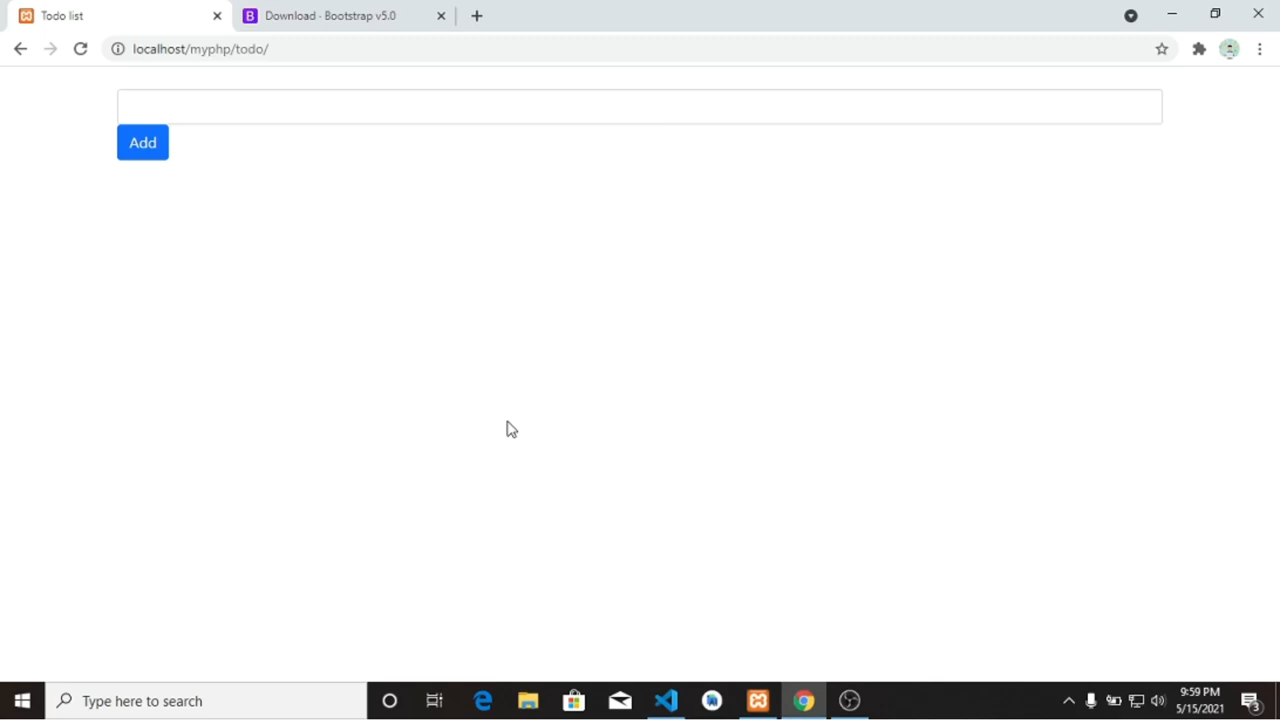 Todo list
B Download · Bootstrap v5.0
localhost/myphp/todo/
Add
Type here to search
9:59 PM
5/15/2021
3